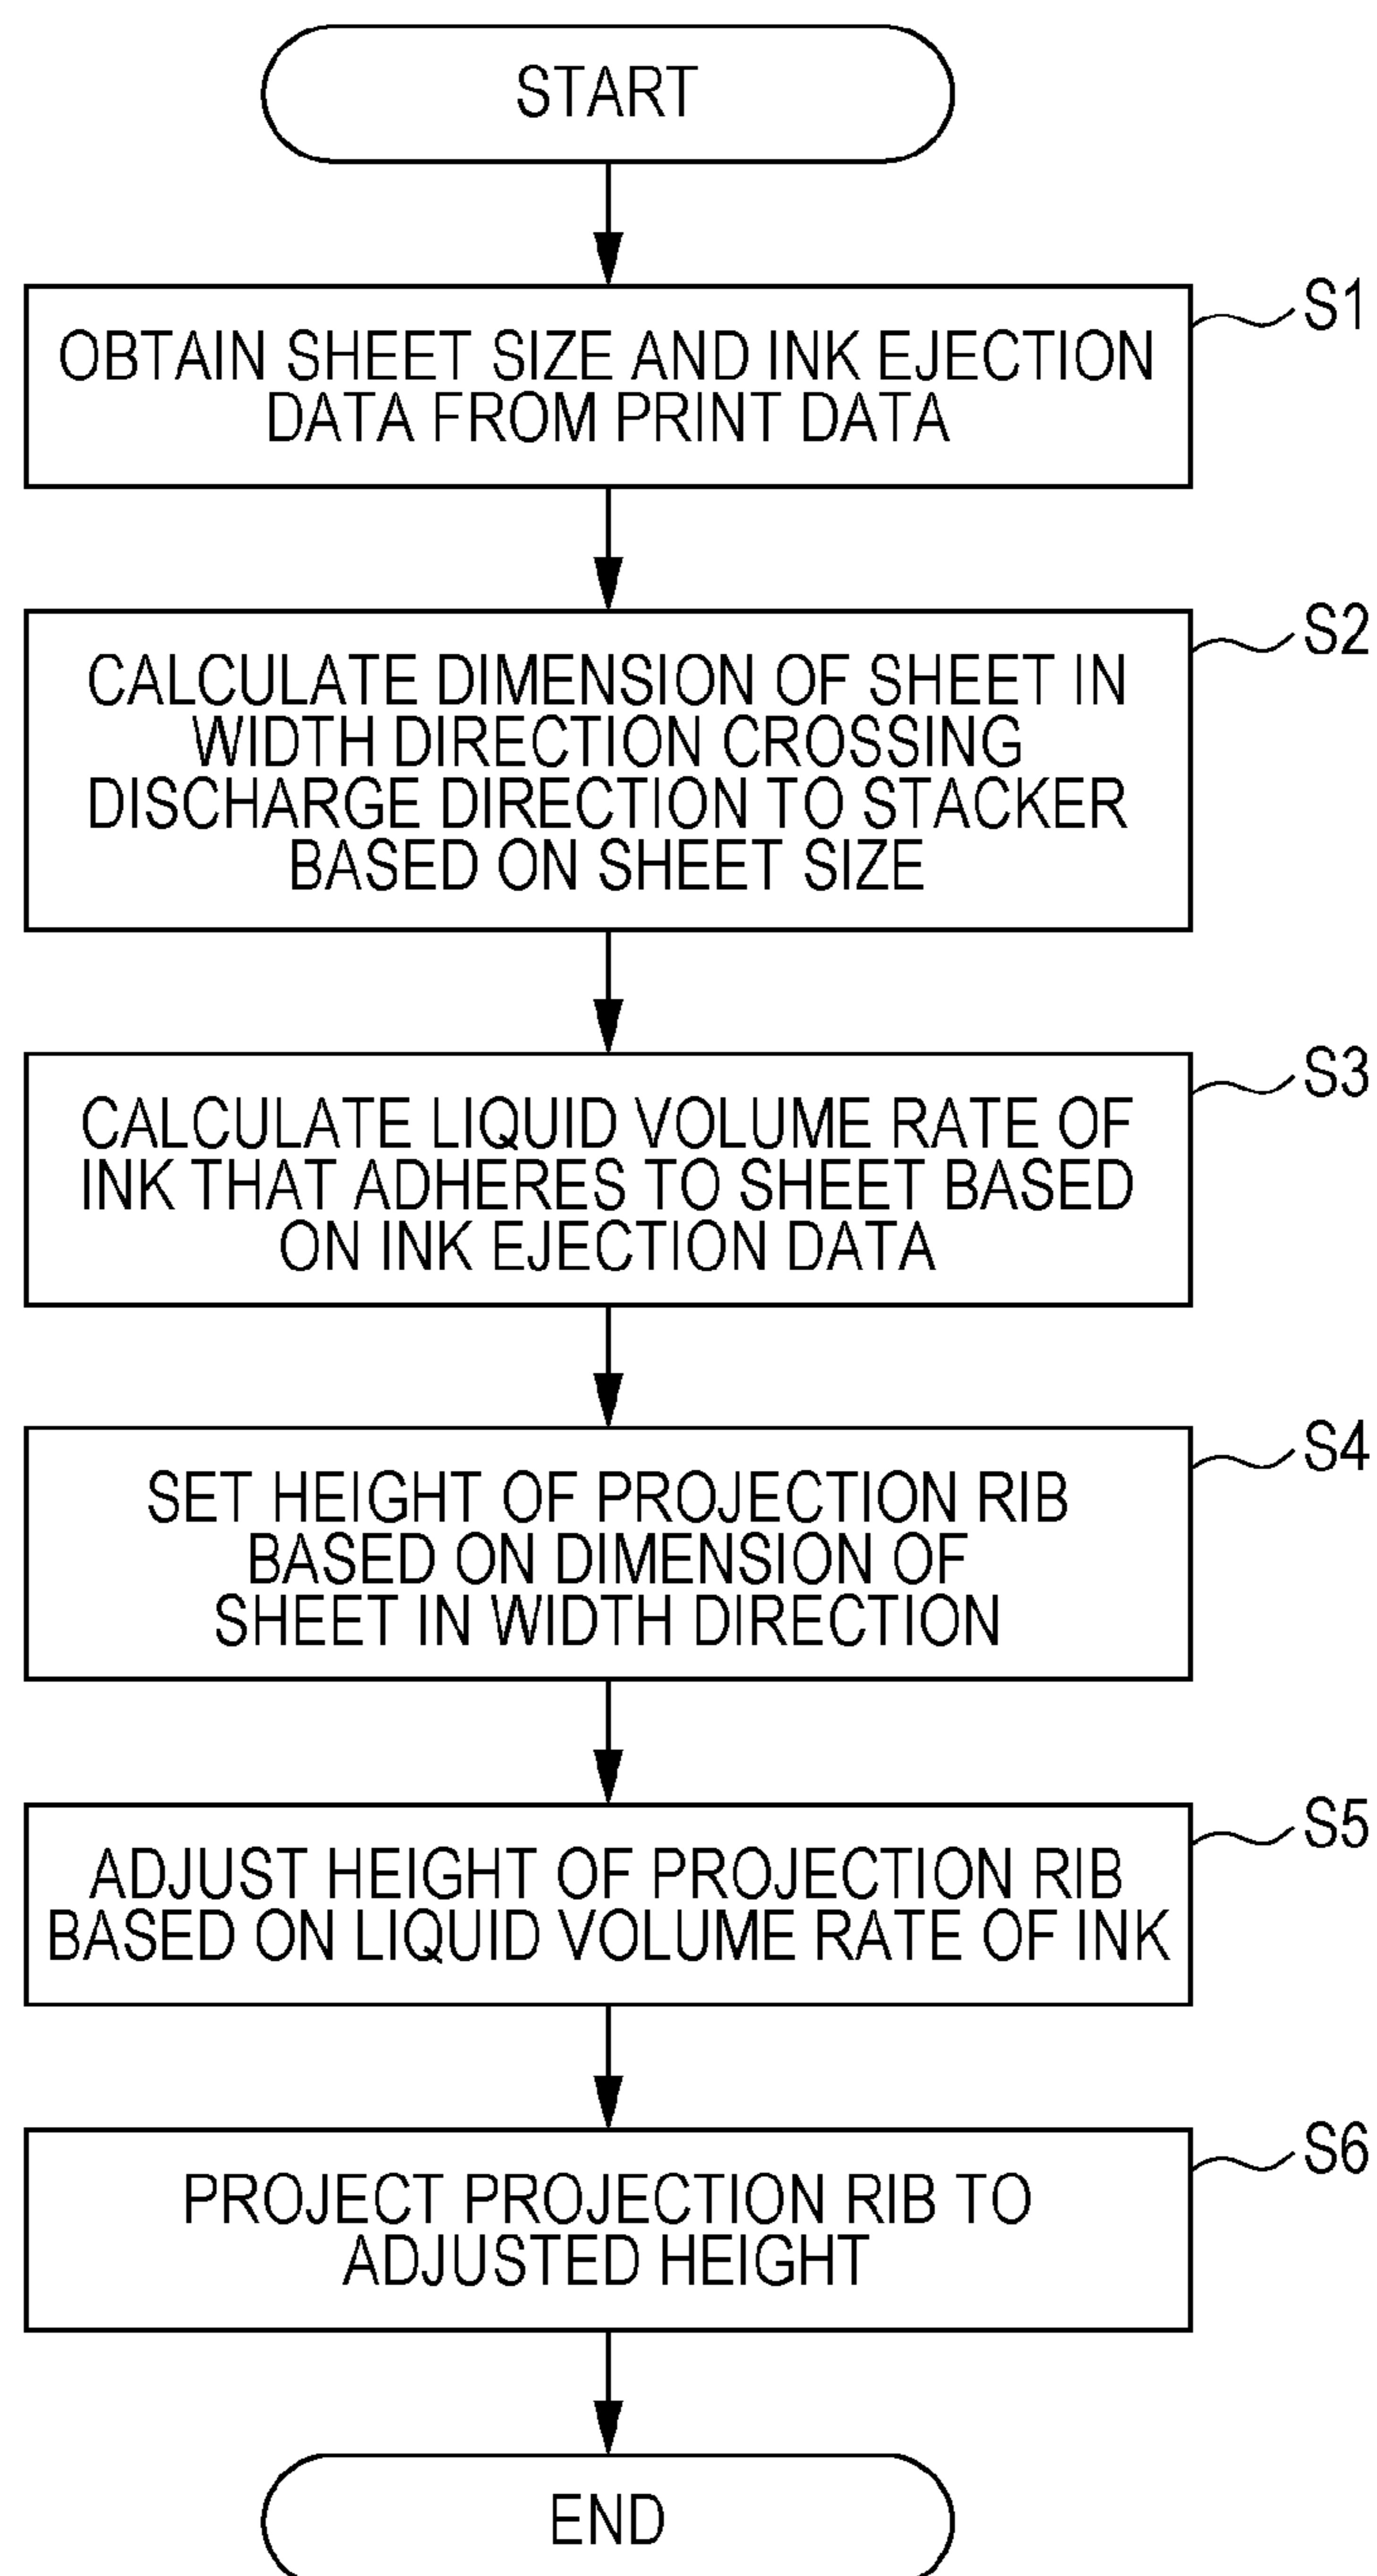 START
S1
OBTAIN SHEET SIZE AND INK EJECTION
DATA FROM PRINT DATA
S2
CALCULATE DIMENSION OF SHEET IN
WIDTH DIRECTION CROSSING
DISCHARGE DIRECTION TO STACKER
BASED ON SHEET SIZE
S3
CALCULATE LIQUID VOLUME RATE OF
INK THAT ADHERES TO SHEET BASED
ON INK EJECTION DATA
S4
SET HEIGHT OF PROJECTION RIB
BASED ON DIMENSION OF
SHEET IN WIDTH DIRECTION
S5
ADJUST HEIGHT OF PROJECTION RIB
BASED ON LIQUID VOLUME RATE OF INK
S6
PROJECT PROJECTION RIB TO
ADJUSTED HEIGHT
END